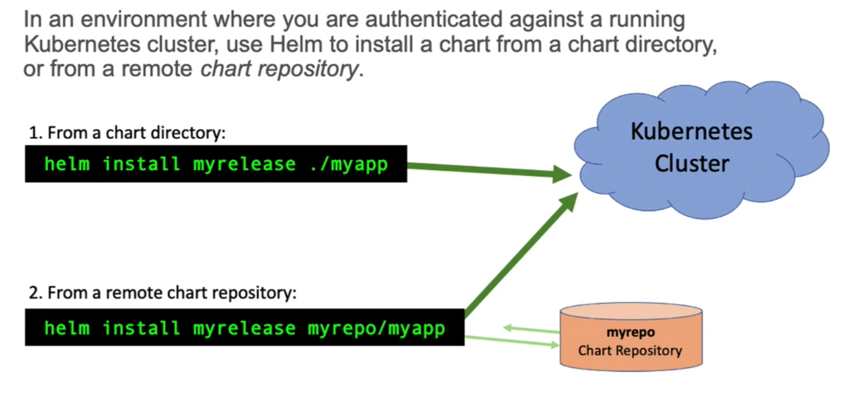 In an environment where you are authenticated against a running
Kubernetes cluster, use Helm to install a chart from a chart directory,
or from a remote chart repository.
1. From a chart directory:
helm install myrelease ./myapp
Kubernetes
Cluster
2. From a remote chart repository:
helm install myrelease myrepo/myapp
myrepo
Chart Repository